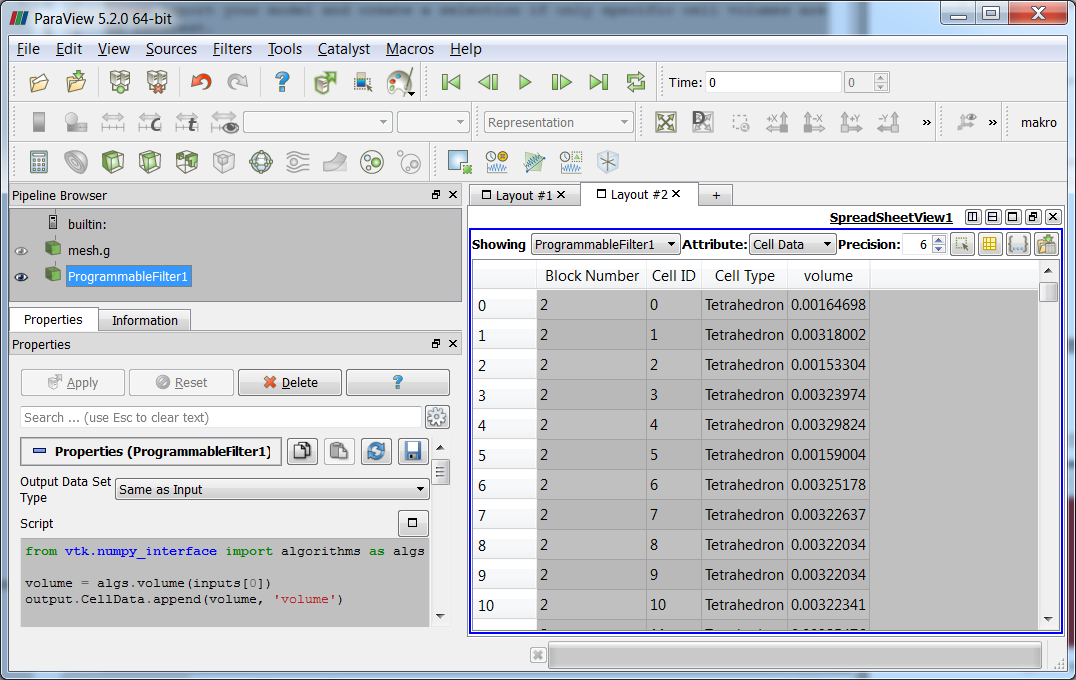 ParaView 5.2.0 64-bit
File Edit View Sources Filters Tools Catalyst Macros Help
Time: 0 0
Representation » » makro
Pipeline Browser
builtin:
mesh.g
ProgrammableFilter1
Properties Information
Properties
Apply Reset Delete ?
Search ... (use Esc to clear text)
Properties (ProgrammableFilter1)
Output Data Set Type Same as Input
Script
from vtk.numpy_interface import algorithms as algs
volume = algs.volume(inputs[0])
output.CellData.append(volume, 'volume')
Layout #1 Layout #2 +
SpreadSheetView1
Showing ProgrammableFilter1 Attribute: Cell Data Precision: 6
Block Number Cell ID Cell Type volume
0 2 0 Tetrahedron 0.00164698
1 2 1 Tetrahedron 0.00318002
2 2 2 Tetrahedron 0.00153304
3 2 3 Tetrahedron 0.00323974
4 2 4 Tetrahedron 0.00329824
5 2 5 Tetrahedron 0.00159004
6 2 6 Tetrahedron 0.00325178
7 2 7 Tetrahedron 0.00322637
8 2 8 Tetrahedron 0.00322034
9 2 9 Tetrahedron 0.00322034
10 2 10 Tetrahedron 0.00322341